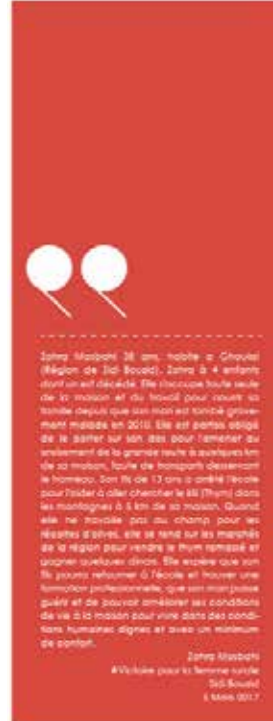 Zahra Masbahi 38 ans, habite a Ghouisi
(Région de Sidi Bouzid). Zahra à 4 enfants
dont un est décédé. Elle s'occupe toute seule
de la maison et du travail pour nourrir sa
famille depuis que son mari est tombé grave-
ment malade en 2010. Elle est parfois obligé
de le porter sur son dos pour l'amener au
croisement de la grande route à quelques km
de sa maison, faute de transports desservant
le hameau. Son fils de 13 ans a arrêté l'école
pour l'aider à aller chercher le klil (Thym) dans
les montagnes à 5 km de sa maison. Quand
elle ne travaille pas au champ pour les
récoltes d'olives, elle se rend sur les marchés
de la région pour vendre le thym ramassé et
gagner quelques dinars. Elle espère que son
fils pourra retourner à l'école et trouver une
formation professionnelle, que son mari puisse
guérir et de pouvoir améliorer ses conditions
de vie à la maison pour vivre dans des condi-
tions humaines dignes et avec un minimum
de confort.
Zahra Masbahi
#Victoire pour la femme rurale
Sidi Bouzid
Mars 2017